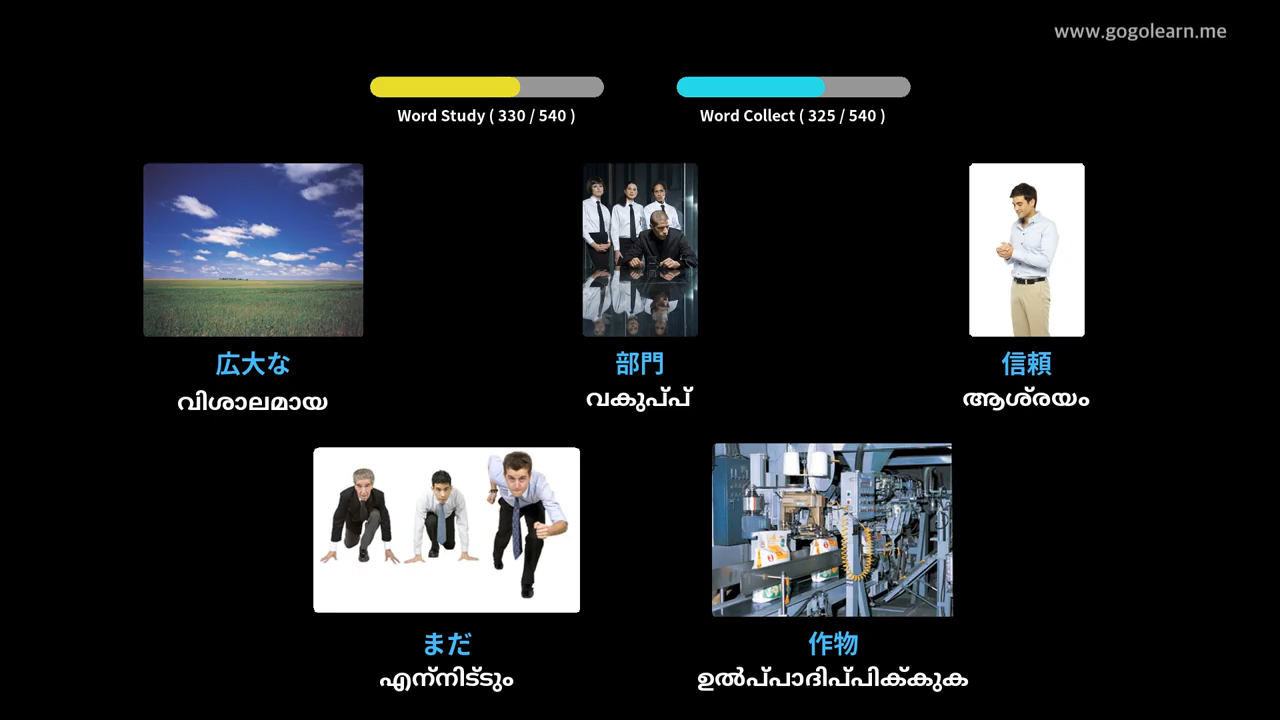 www.gogolearn.me
Word Study ( 330 / 540 )
Word Collect ( 325 / 540 )
広大な
വിശാലമായ
部門
വകുപ്പ്
信頼
ആശ്രയം
まだ
എന്നിട്ടും
作物
ഉൽപ്പാദിപ്പിക്കുക